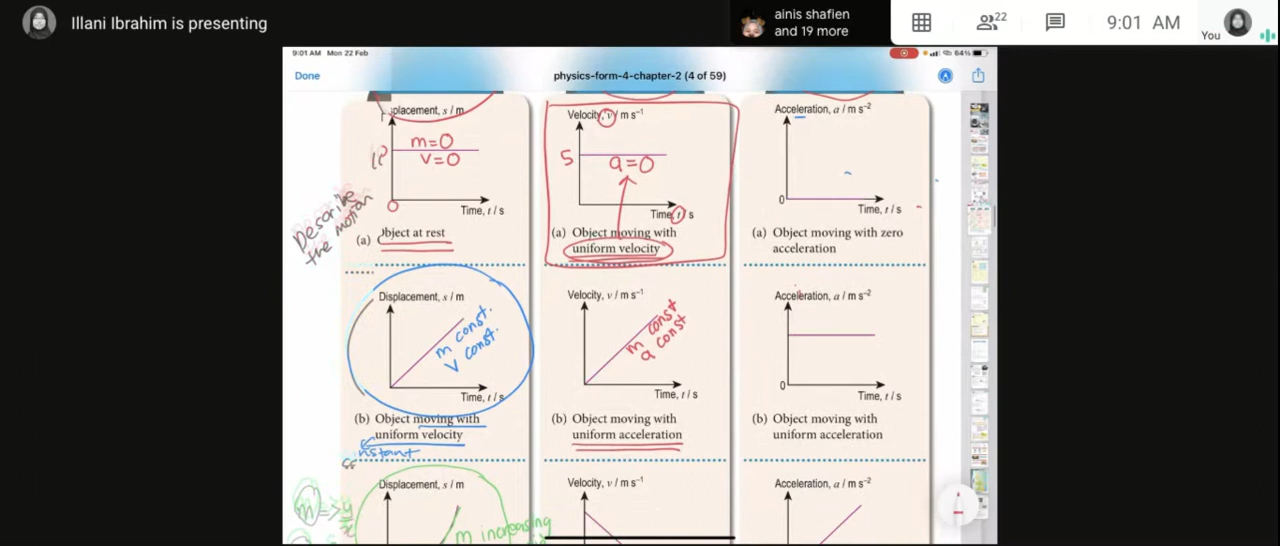 Illani Ibrahim is presenting
ainis shafien
and 19 more
22
9:01 AM
You
9:01 AM Mon 22 Feb
64%
Done
physics-form-4-chapter-2 (4 of 59)
placement, s / m
m=0
v=0
0
Time, t / s
Describe
the motion
(a) Object at rest
Velocity, v / m s⁻¹
5
a=0
Time, t / s
(a) Object moving with
uniform velocity
Acceleration, a / m s⁻²
0
Time, t / s
(a) Object moving with zero
acceleration
Displacement, s / m
m const.
v const.
Time, t / s
(b) Object moving with
uniform velocity
nstant
Velocity, v / m s⁻¹
m const
a const
Time, t / s
(b) Object moving with
uniform acceleration
Acceleration, a / m s⁻²
0
Time, t / s
(b) Object moving with
uniform acceleration
Displacement, s / m
m increasing
Velocity, v / m s⁻¹
Acceleration, a / m s⁻²